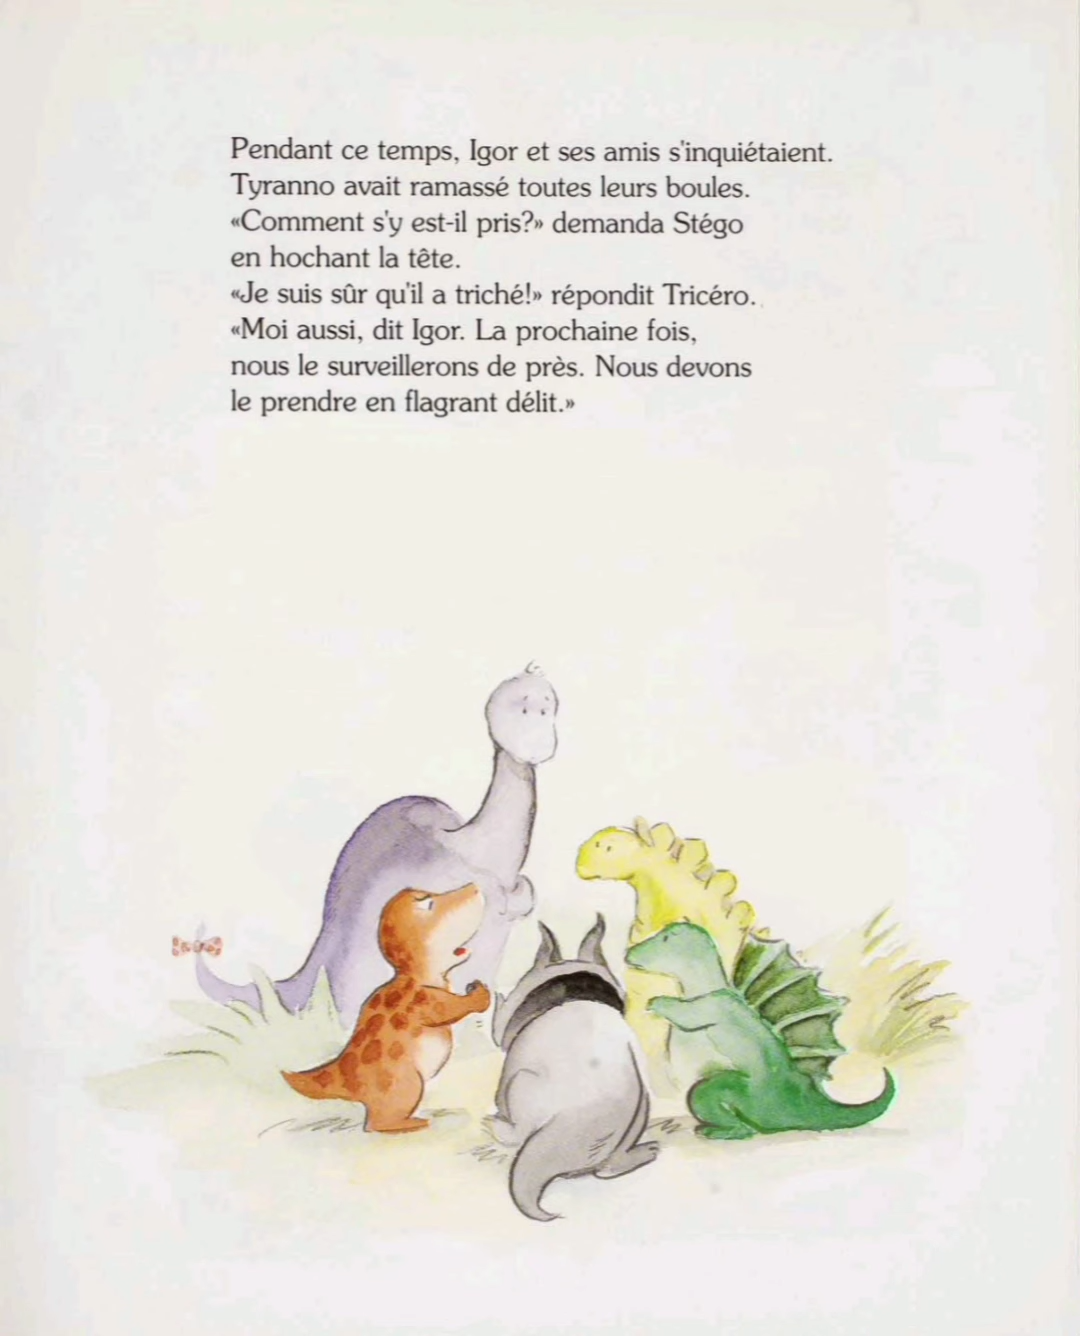 Pendant ce temps, Igor et ses amis s'inquiétaient.
Tyranno avait ramassé toutes leurs boules.
«Comment s'y est-il pris?» demanda Stégo
en hochant la tête.
«Je suis sûr qu'il a triché!» répondit Tricéro.
«Moi aussi, dit Igor. La prochaine fois,
nous le surveillerons de près. Nous devons
le prendre en flagrant délit.»